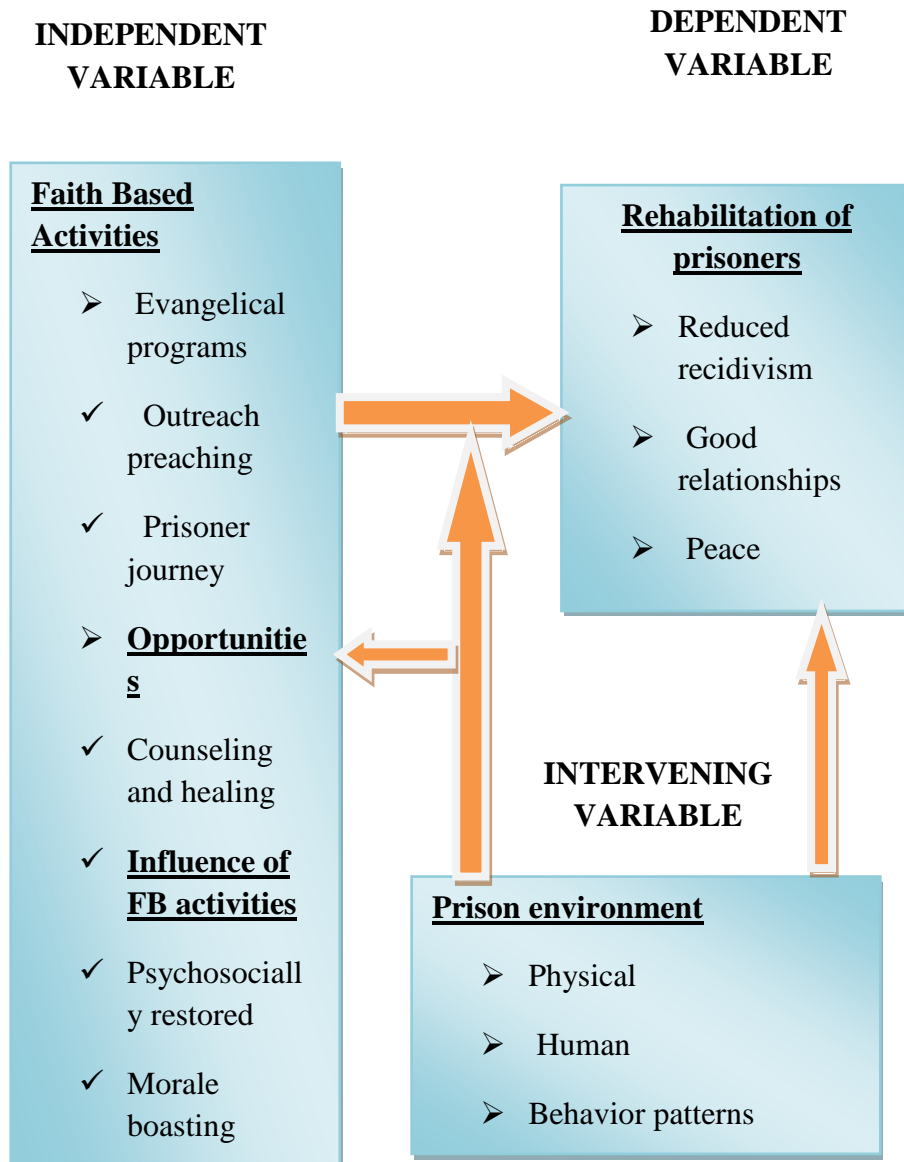 INDEPENDENT
VARIABLE
DEPENDENT
VARIABLE
Faith Based
Activities
➢ Evangelical
programs
✓ Outreach
preaching
✓ Prisoner
journey
➢ Opportunitie
s
✓ Counseling
and healing
✓ Influence of
FB activities
✓ Psychosociall
y restored
✓ Morale
boasting
Rehabilitation of
prisoners
➢ Reduced
recidivism
➢ Good
relationships
➢ Peace
INTERVENING
VARIABLE
Prison environment
➢ Physical
➢ Human
➢ Behavior patterns